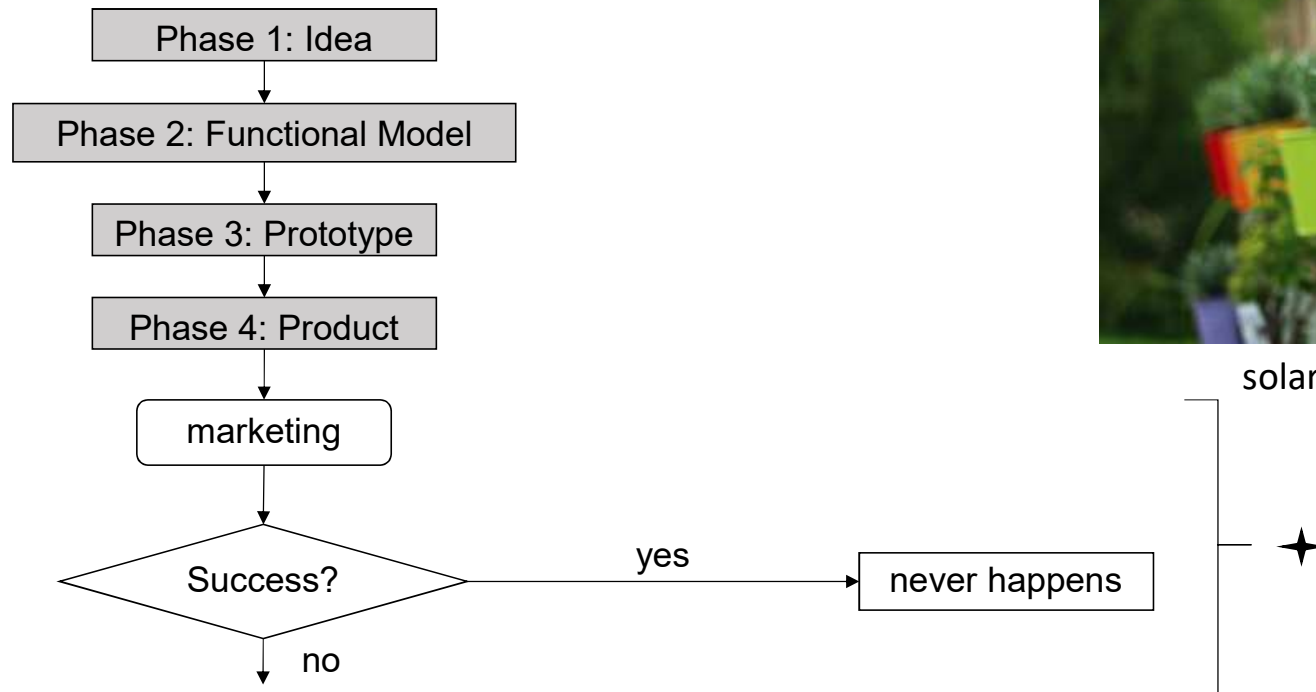 Phase 1: Idea
Phase 2: Functional Model
Phase 3: Prototype
Phase 4: Product
solar
marketing
Success?
yes
never happens
no